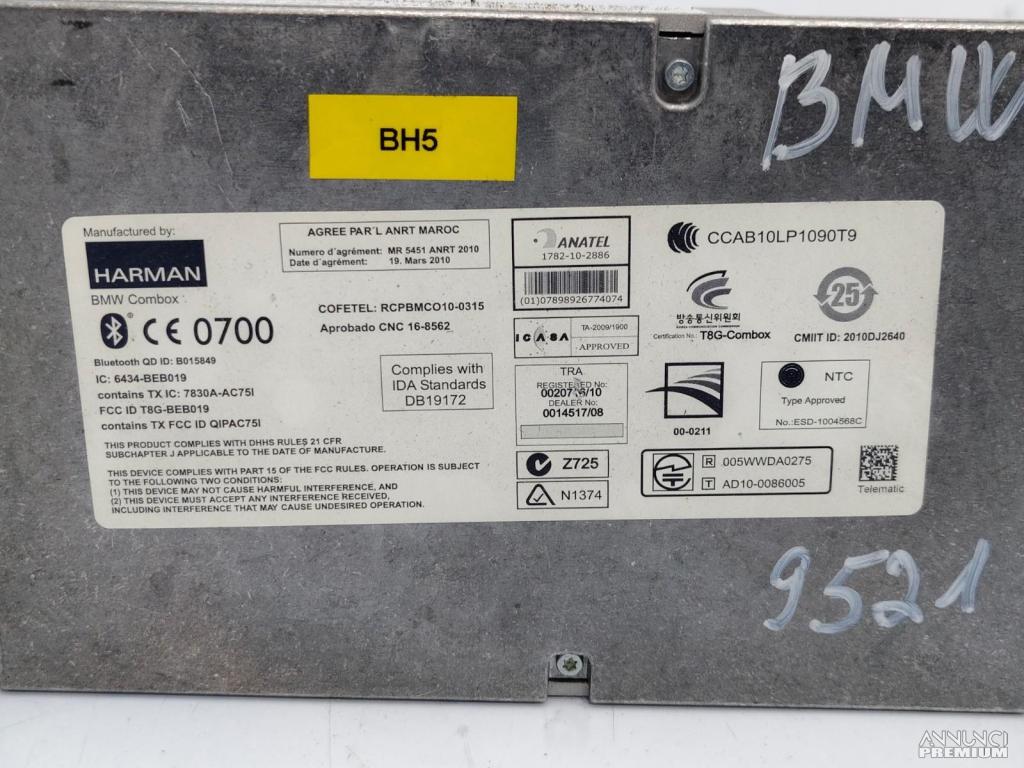 BMW
BH5
Manufactured by:
HARMAN
BMW Combox
CE 0700
Bluetooth QD ID: B015849
IC: 6434-BEB019
contains TX IC: 7830A-AC75I
FCC ID T8G-BEB019
contains TX FCC ID QIPAC75I
THIS PRODUCT COMPLIES WITH DHHS RULES 21 CFR
SUBCHAPTER J APPLICABLE TO DATE OF MANUFACTURE.
THIS DEVICE COMPLIES WITH PART 15 OF THE FCC RULES. OPERATION IS SUBJECT
TO THE FOLLOWING TWO CONDITIONS:
(1) THIS DEVICE MAY NOT CAUSE HARMFUL INTERFERENCE, AND
(2) THIS DEVICE MUST ACCEPT ANY INTERFERENCE RECEIVED,
INCLUDING INTERFERENCE THAT MAY CAUSE UNDESIRED OPERATION.
AGREE PAR´L ANRT MAROC
Numero d´agrément: MR 5451 ANRT 2010
Date d´agrément: 19. Mars 2010
COFETEL: RCPBMCO10-0315
Aprobado CNC 16-8562
Complies with
IDA Standards
DB19172
ANATEL
1782-10-2886
(01)07898926774074
ICASA
TA-2009/1900
APPROVED
TRA
REGISTERED No:
DEALER No:
0014517/08
Z725
N1374
CCAB10LP1090T9
방송통신위원회
KOREA COMMUNICATIONS COMMISSION
Certification No.: T8G-Combox
25
CMIIT ID: 2010DJ2640
00-0211
NTC
Type Approved
No.:ESD-1004568C
R 005WWDA0275
T AD10-0086005
Telematic
9521
ANNUNCI
PREMIUM